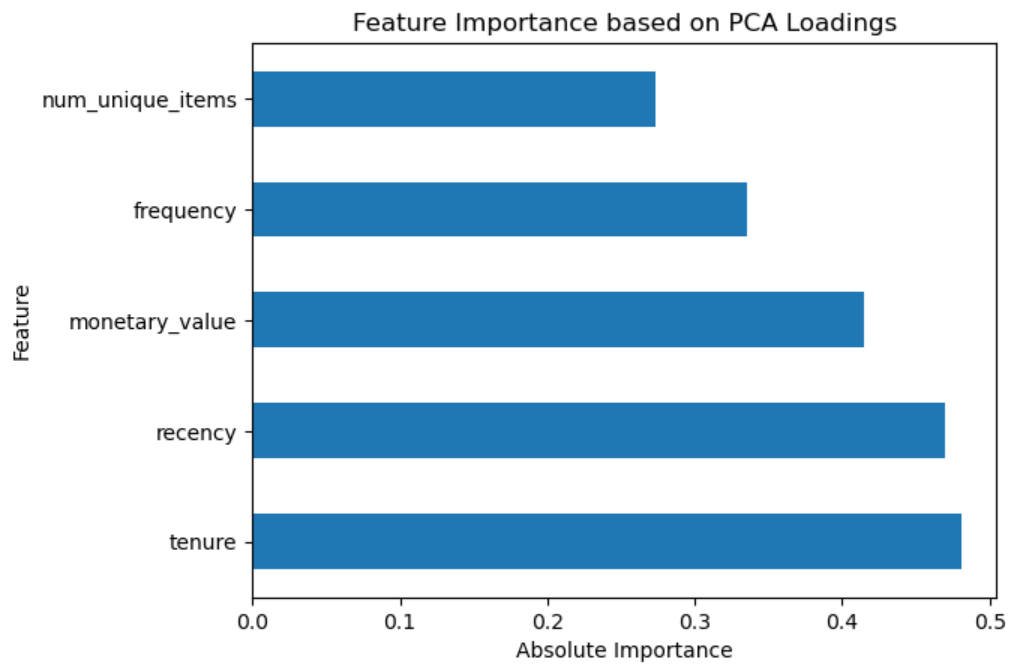 Feature Importance based on PCA Loadings
num_unique_items
frequency
monetary_value
recency
tenure
Feature
0.0 0.1 0.2 0.3 0.4 0.5
Absolute Importance